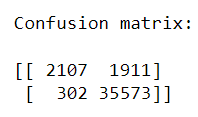 Confusion matrix:
[[ 2107  1911]
 [  302 35573]]